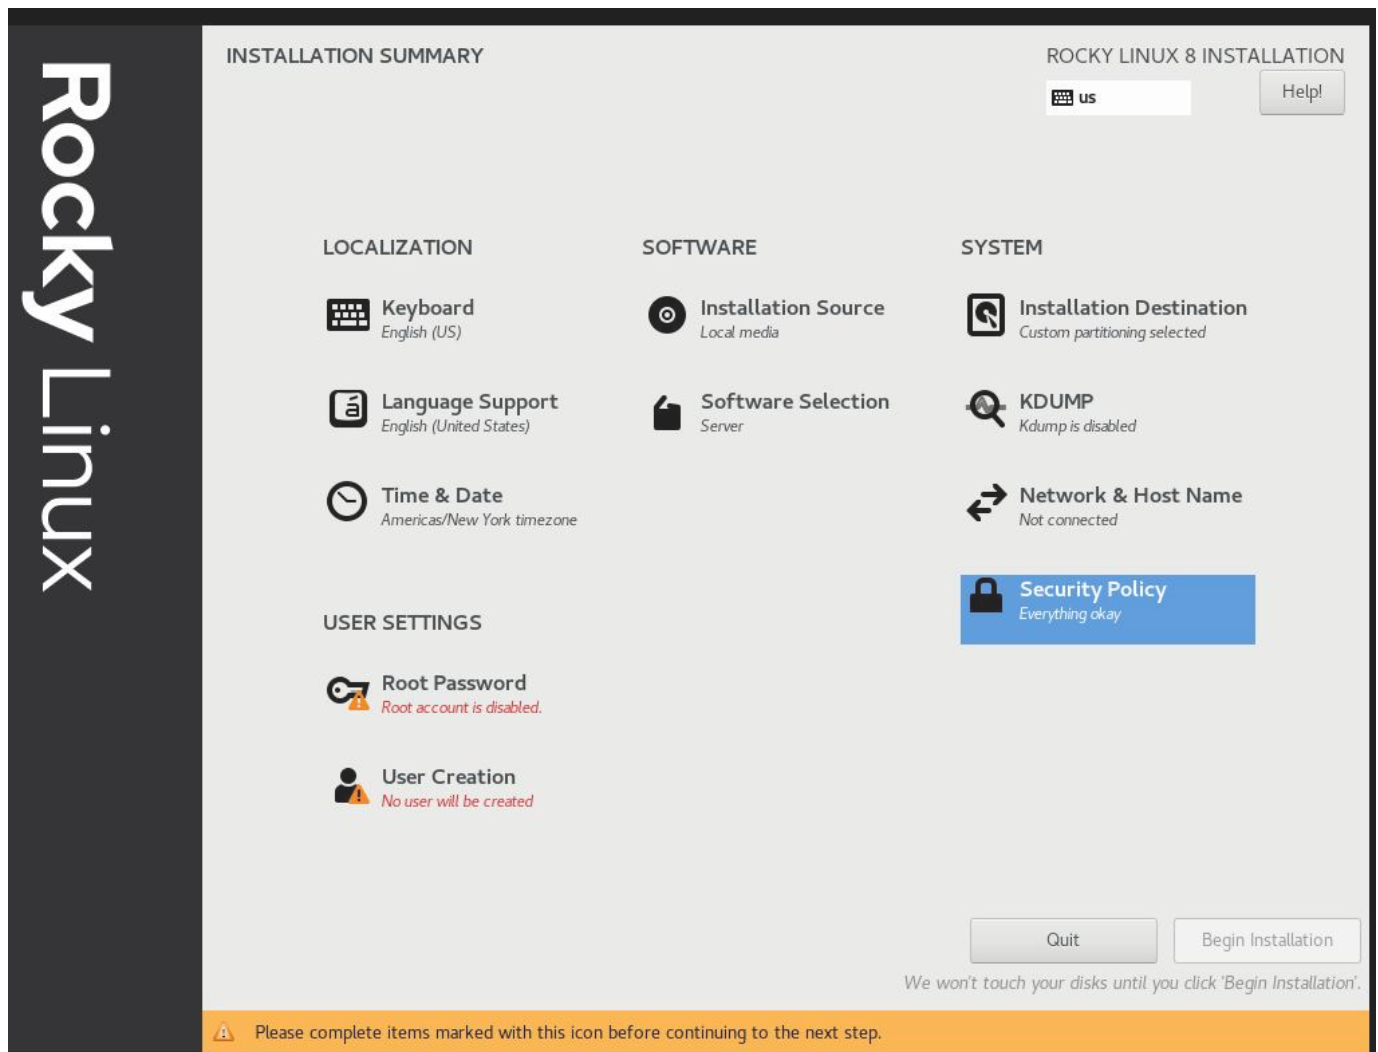 Rocky Linux
INSTALLATION SUMMARY
ROCKY LINUX 8 INSTALLATION
us
Help!
LOCALIZATION
Keyboard
English (US)
Language Support
English (United States)
Time & Date
Americas/New York timezone
USER SETTINGS
Root Password
Root account is disabled.
User Creation
No user will be created
SOFTWARE
Installation Source
Local media
Software Selection
Server
SYSTEM
Installation Destination
Custom partitioning selected
KDUMP
Kdump is disabled
Network & Host Name
Not connected
Security Policy
Everything okay
Quit
Begin Installation
We won't touch your disks until you click 'Begin Installation'.
Please complete items marked with this icon before continuing to the next step.